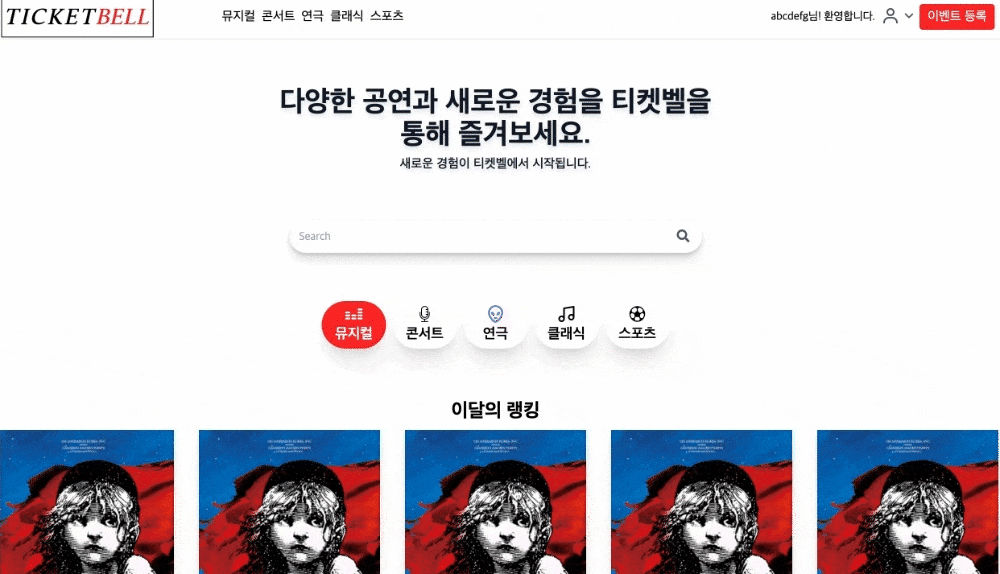 TICKETBELL
뮤지컬 콘서트 연극 클래식 스포츠
abcdefg님! 환영합니다.
이벤트 등록
다양한 공연과 새로운 경험을 티켓벨을
통해 즐겨보세요.
새로운 경험이 티켓벨에서 시작됩니다.
Search
뮤지컬
콘서트
연극
클래식
스포츠
이달의 랭킹